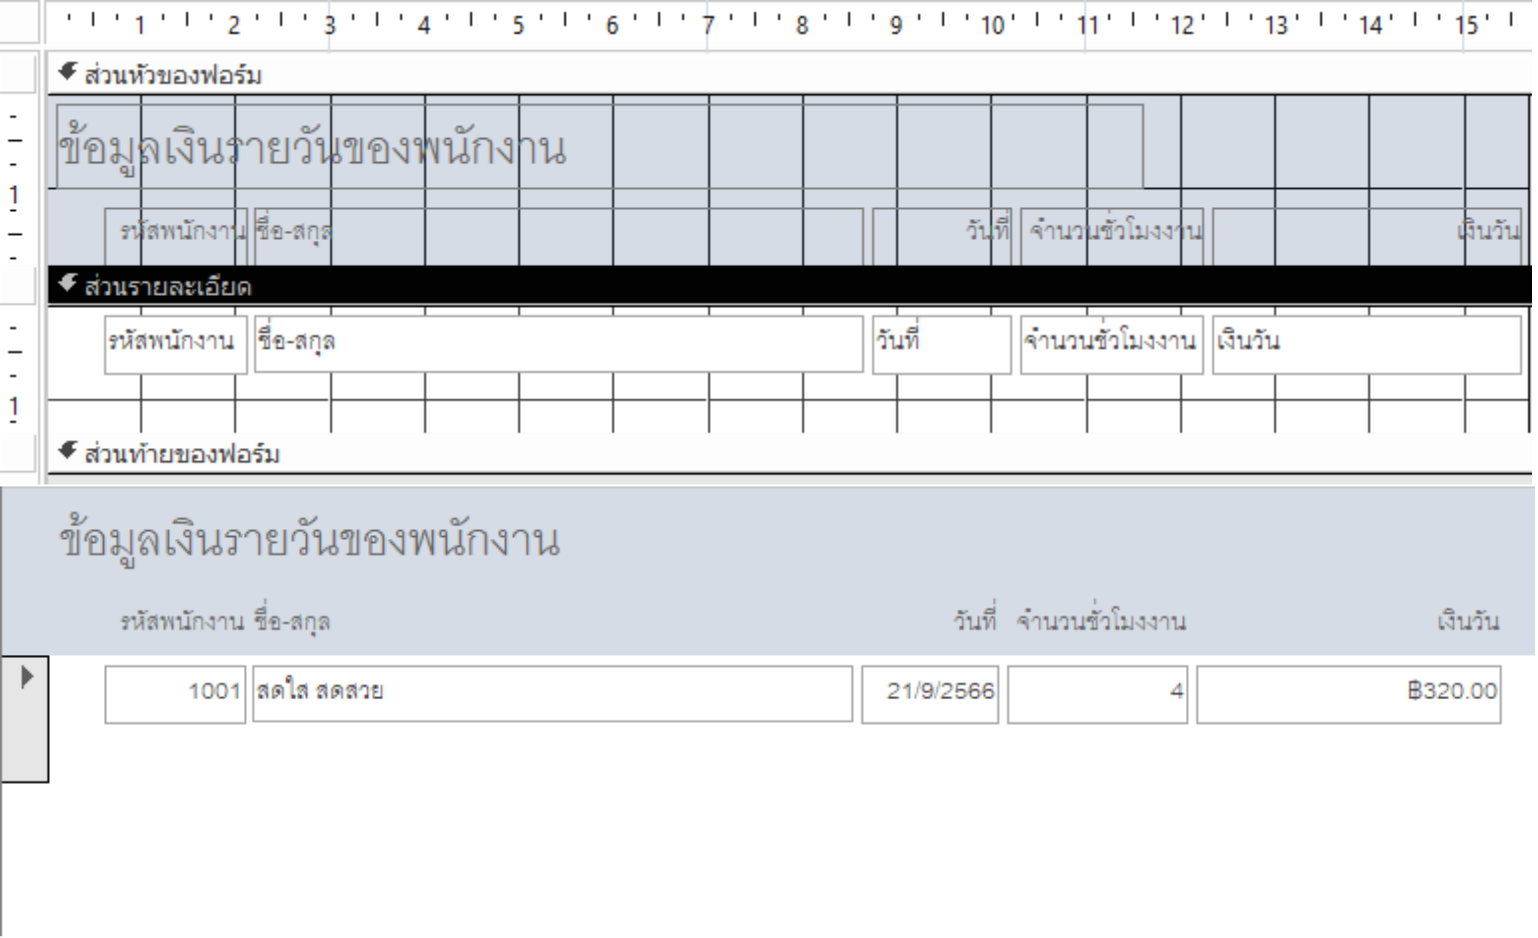 1 2 3 4 5 6 7 8 9 10 11 12 13 14 15
ส่วนหัวของฟอร์ม
ข้อมูลเงินรายวันของพนักงาน
1
รหัสพนักงาน ชื่อ-สกุล วันที่ จำนวนชั่วโมงงาน เงินวัน
ส่วนรายละเอียด
รหัสพนักงาน ชื่อ-สกุล วันที่ จำนวนชั่วโมงงาน เงินวัน
1
ส่วนท้ายของฟอร์ม
ข้อมูลเงินรายวันของพนักงาน
รหัสพนักงาน ชื่อ-สกุล วันที่ จำนวนชั่วโมงงาน เงินวัน
1001 สดใส สดสวย 21/9/2566 4 ฿320.00